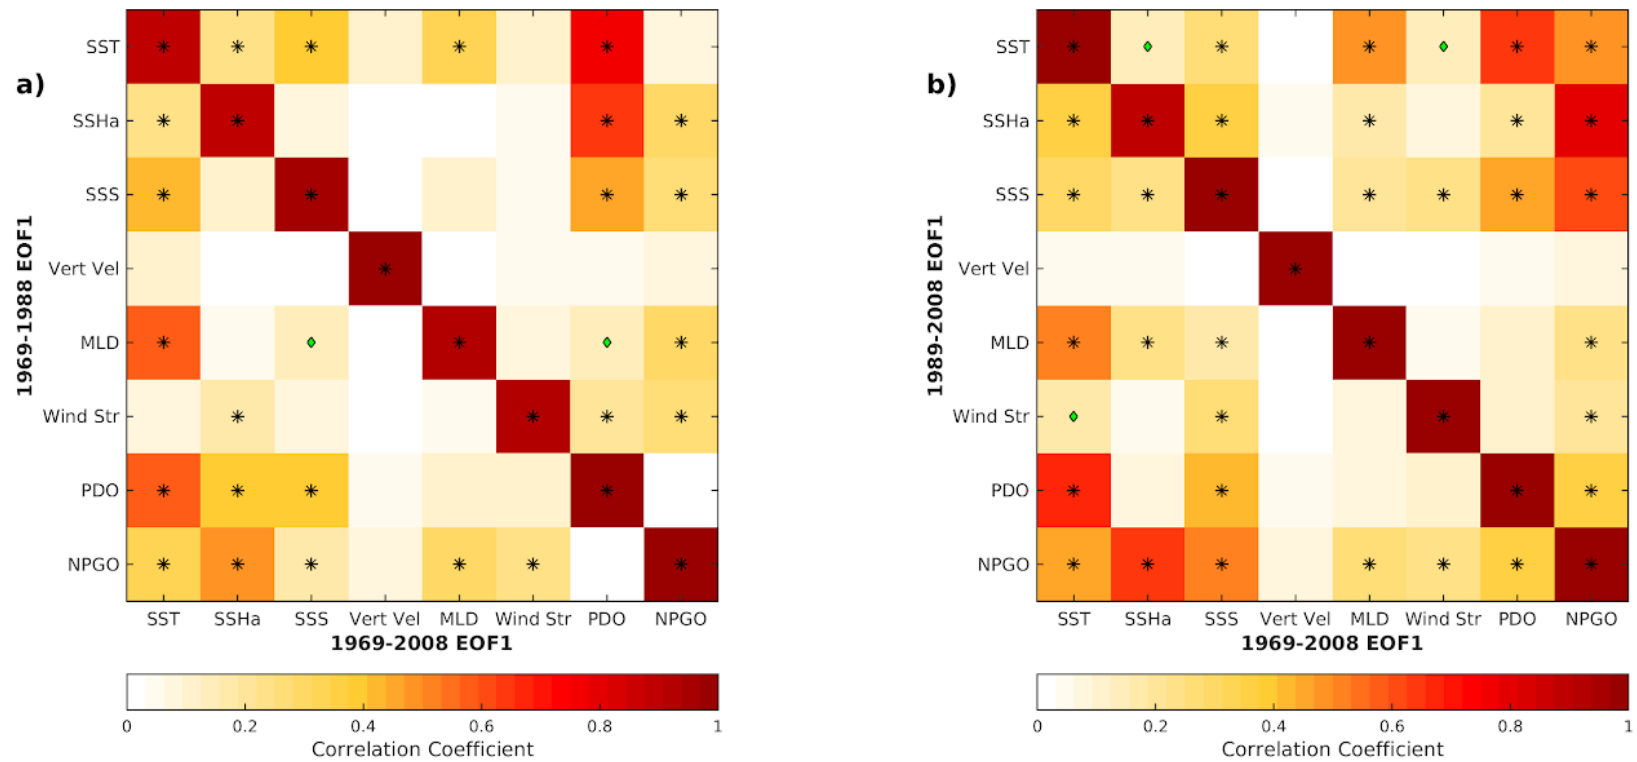 a)
1969-1988 EOF1
SST
SSHa
SSS
Vert Vel
MLD
Wind Str
PDO
NPGO
SST SSHa SSS Vert Vel MLD Wind Str PDO NPGO
1969-2008 EOF1
0 0.2 0.4 0.6 0.8 1
Correlation Coefficient
b)
1989-2008 EOF1
SST
SSHa
SSS
Vert Vel
MLD
Wind Str
PDO
NPGO
SST SSHa SSS Vert Vel MLD Wind Str PDO NPGO
1969-2008 EOF1
0 0.2 0.4 0.6 0.8 1
Correlation Coefficient